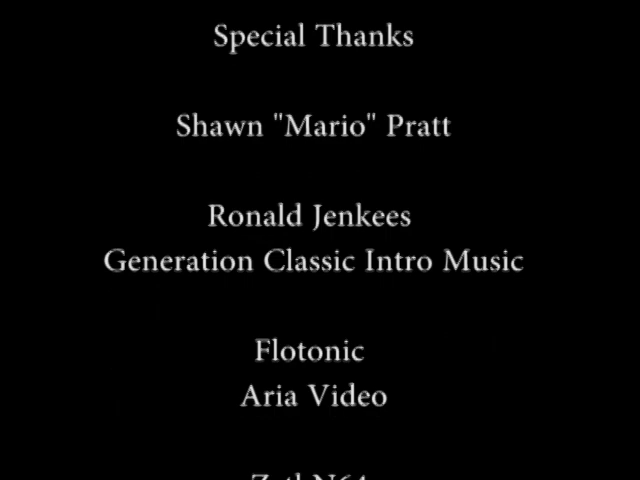 Special Thanks
Shawn "Mario" Pratt
Ronald Jenkees
Generation Classic Intro Music
Flotonic
Aria Video